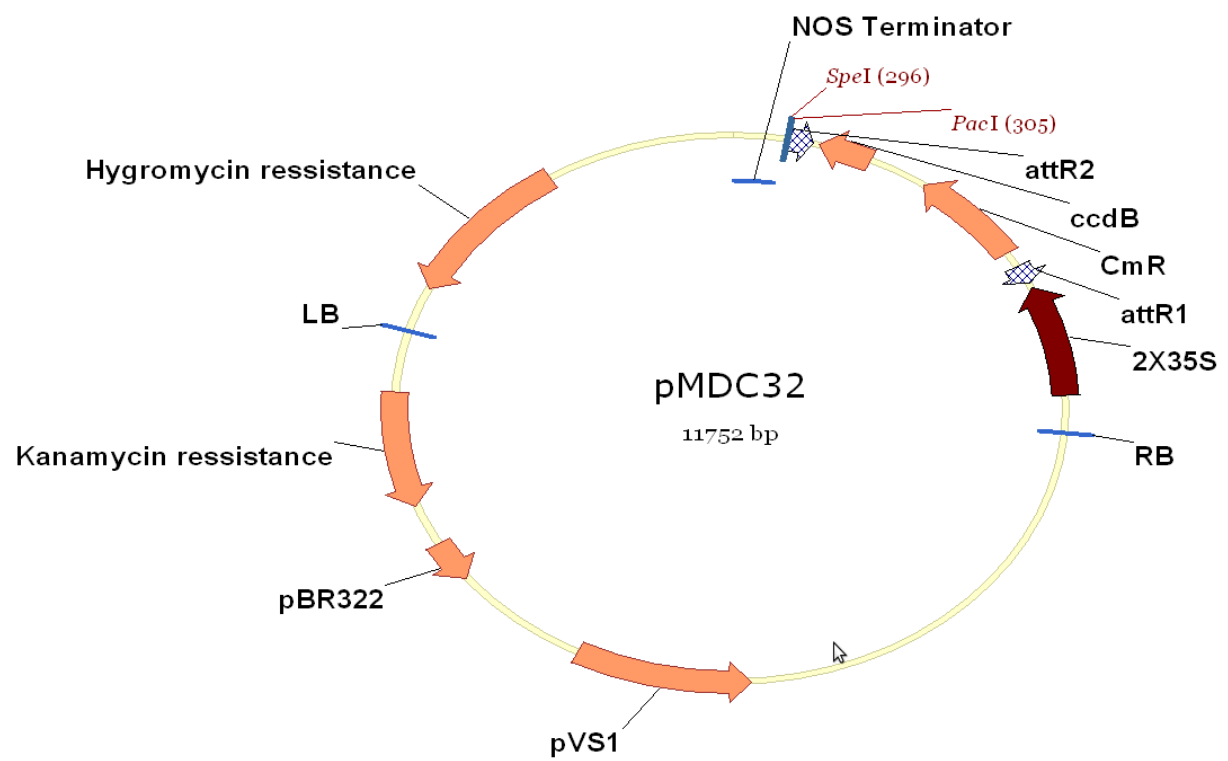 NOS Terminator
SpeI (296)
PacI (305)
Hygromycin ressistance
attR2
ccdB
CmR
LB
attR1
2X35S
pMDC32
11752 bp
Kanamycin ressistance
RB
pBR322
pVS1